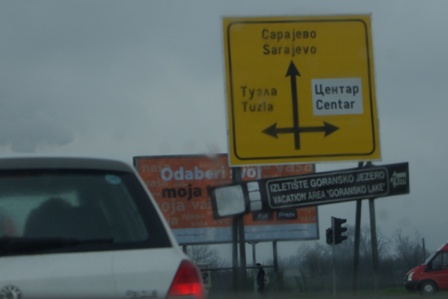 Сарајево
Sarajevo
Тузла
Tuzla
Центар
Centar
Odaberi
moja
IZLETIŠTE GORANSKO JEZERO
VACATION AREA "GORANSKO LAKE"